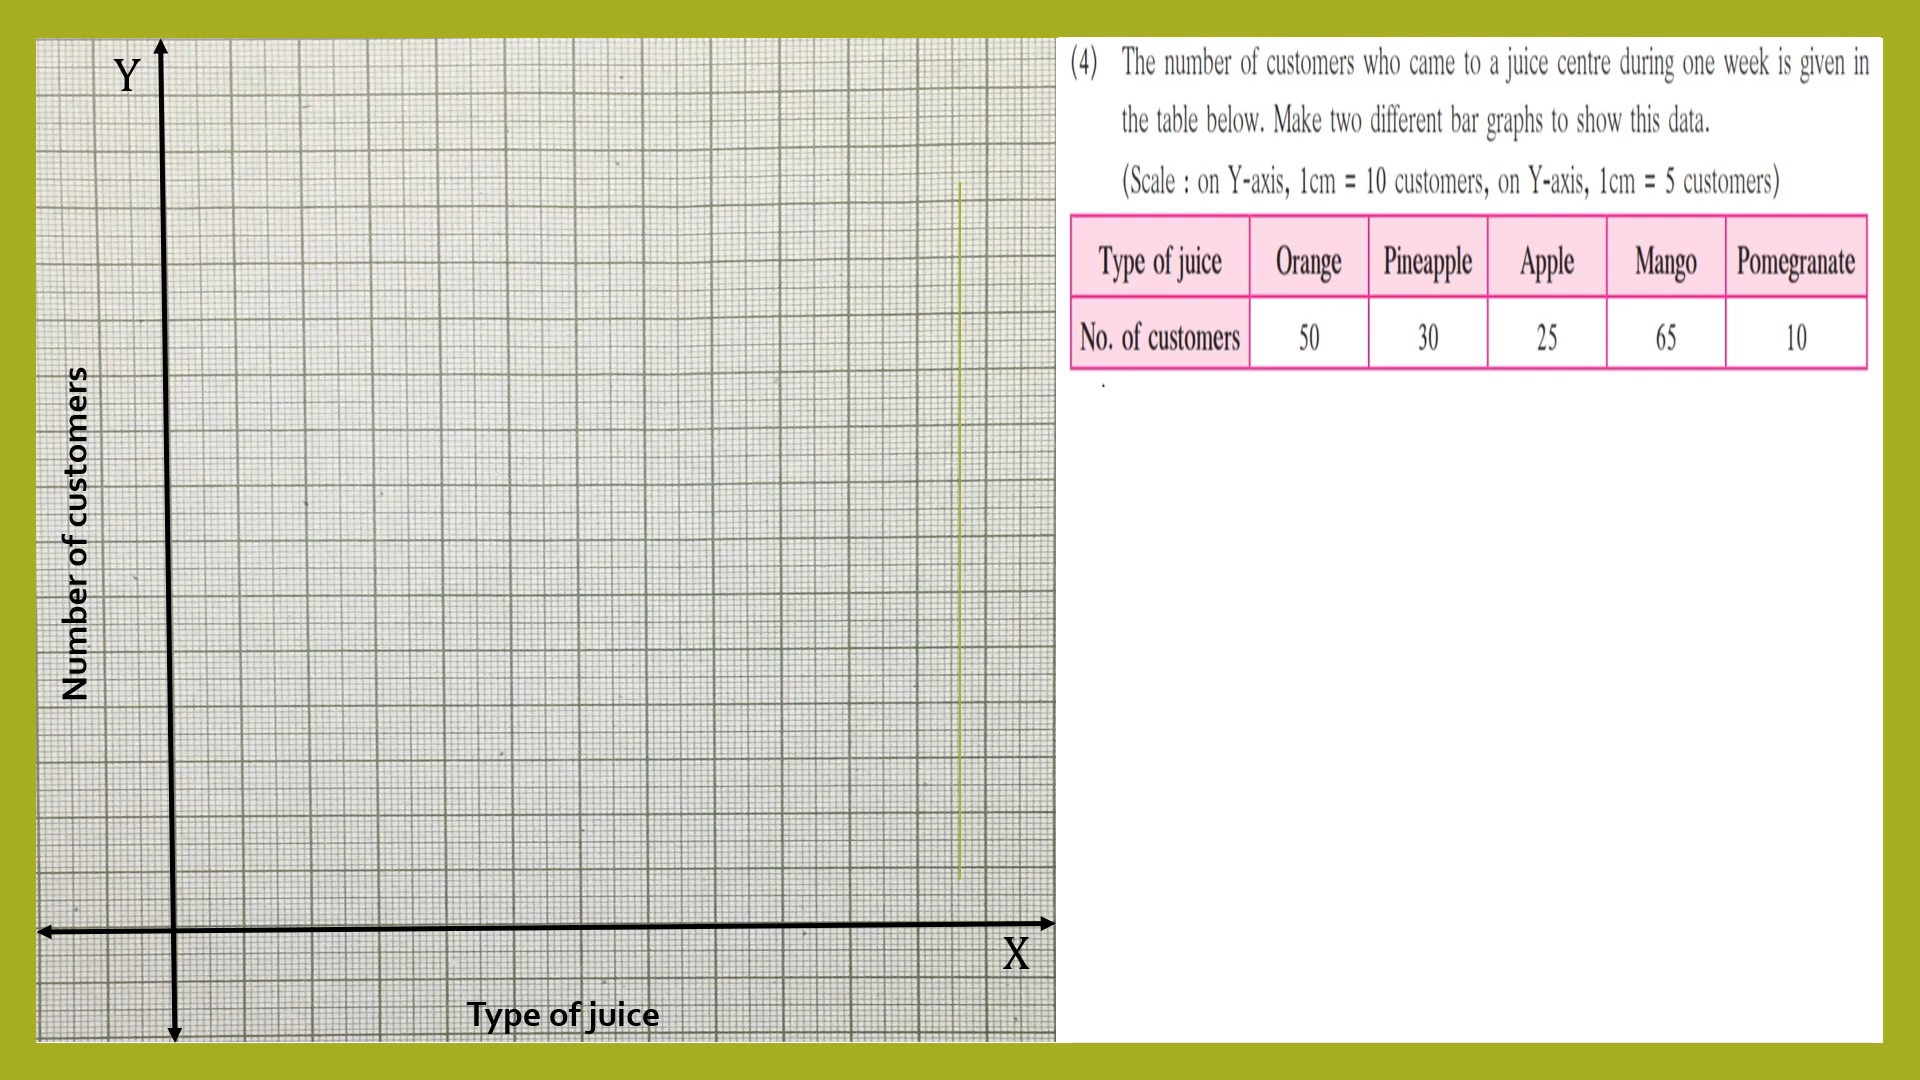 Y
Number of customers
X
Type of juice
(4) The number of customers who came to a juice centre during one week is given in
the table below. Make two different bar graphs to show this data.
(Scale : on Y-axis, 1cm = 10 customers, on Y-axis, 1cm = 5 customers)
Type of juice Orange Pineapple Apple Mango Pomegranate
No. of customers 50 30 25 65 10